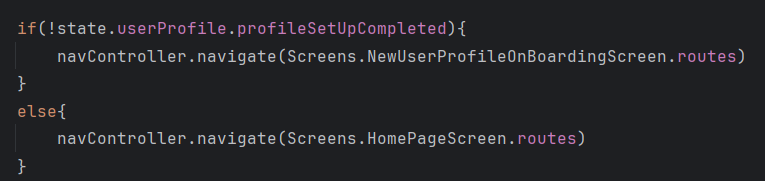 if(!state.userProfile.profileSetUpCompleted){
    navController.navigate(Screens.NewUserProfileOnBoardingScreen.routes)
}
else{
    navController.navigate(Screens.HomePageScreen.routes)
}